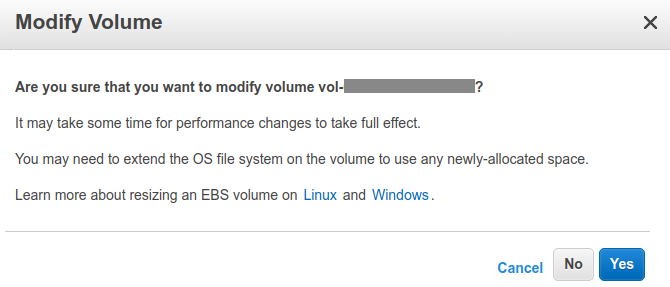 Modify Volume
Are you sure that you want to modify volume vol-?
It may take some time for performance changes to take full effect.
You may need to extend the OS file system on the volume to use any newly-allocated space.
Learn more about resizing an EBS volume on Linux and Windows.
Cancel No Yes